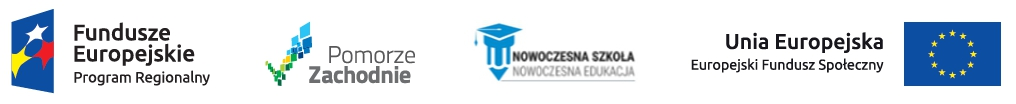 Fundusze
Europejskie
Program Regionalny
Pomorze
Zachodnie
NOWOCZESNA SZKOŁA
NOWOCZESNA EDUKACJA
Unia Europejska
Europejski Fundusz Społeczny